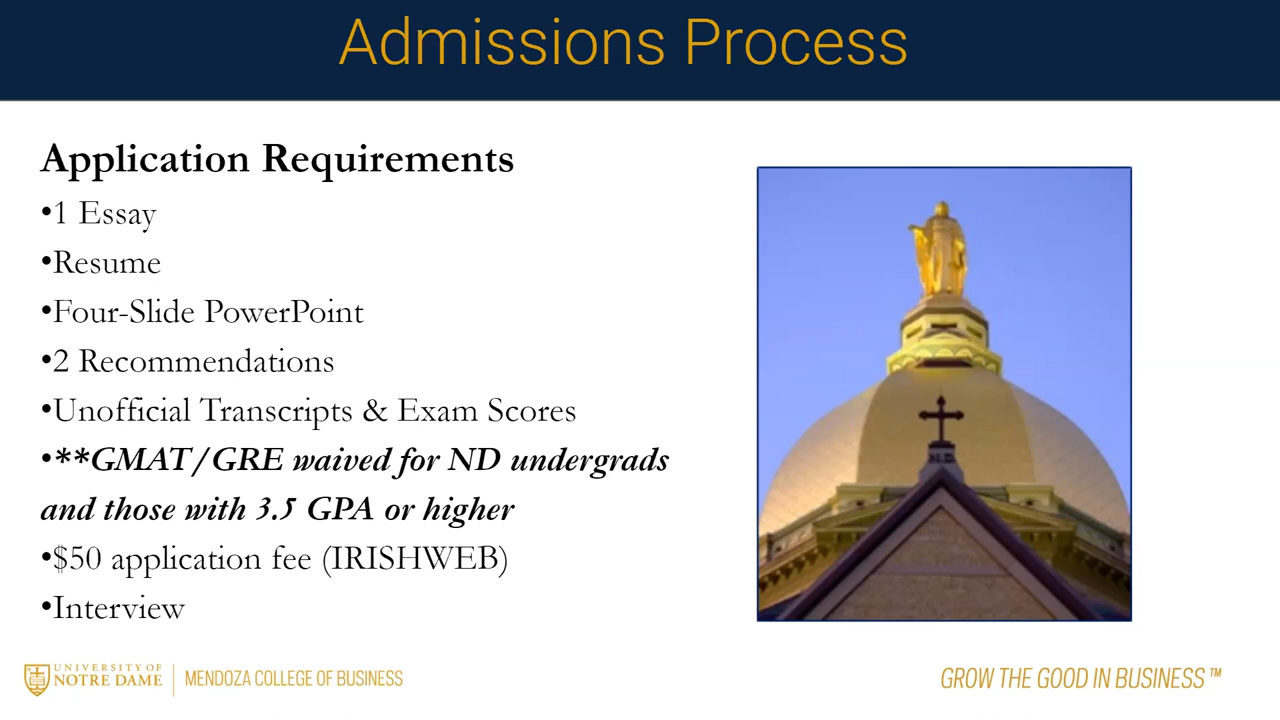 Admissions Process
Application Requirements
•1 Essay
•Resume
•Four-Slide PowerPoint
•2 Recommendations
•Unofficial Transcripts & Exam Scores
•**GMAT/GRE waived for ND undergrads
and those with 3.5 GPA or higher
•$50 application fee (IRISHWEB)
•Interview
UNIVERSITY OF
NOTRE DAME
MENDOZA COLLEGE OF BUSINESS
GROW THE GOOD IN BUSINESS™